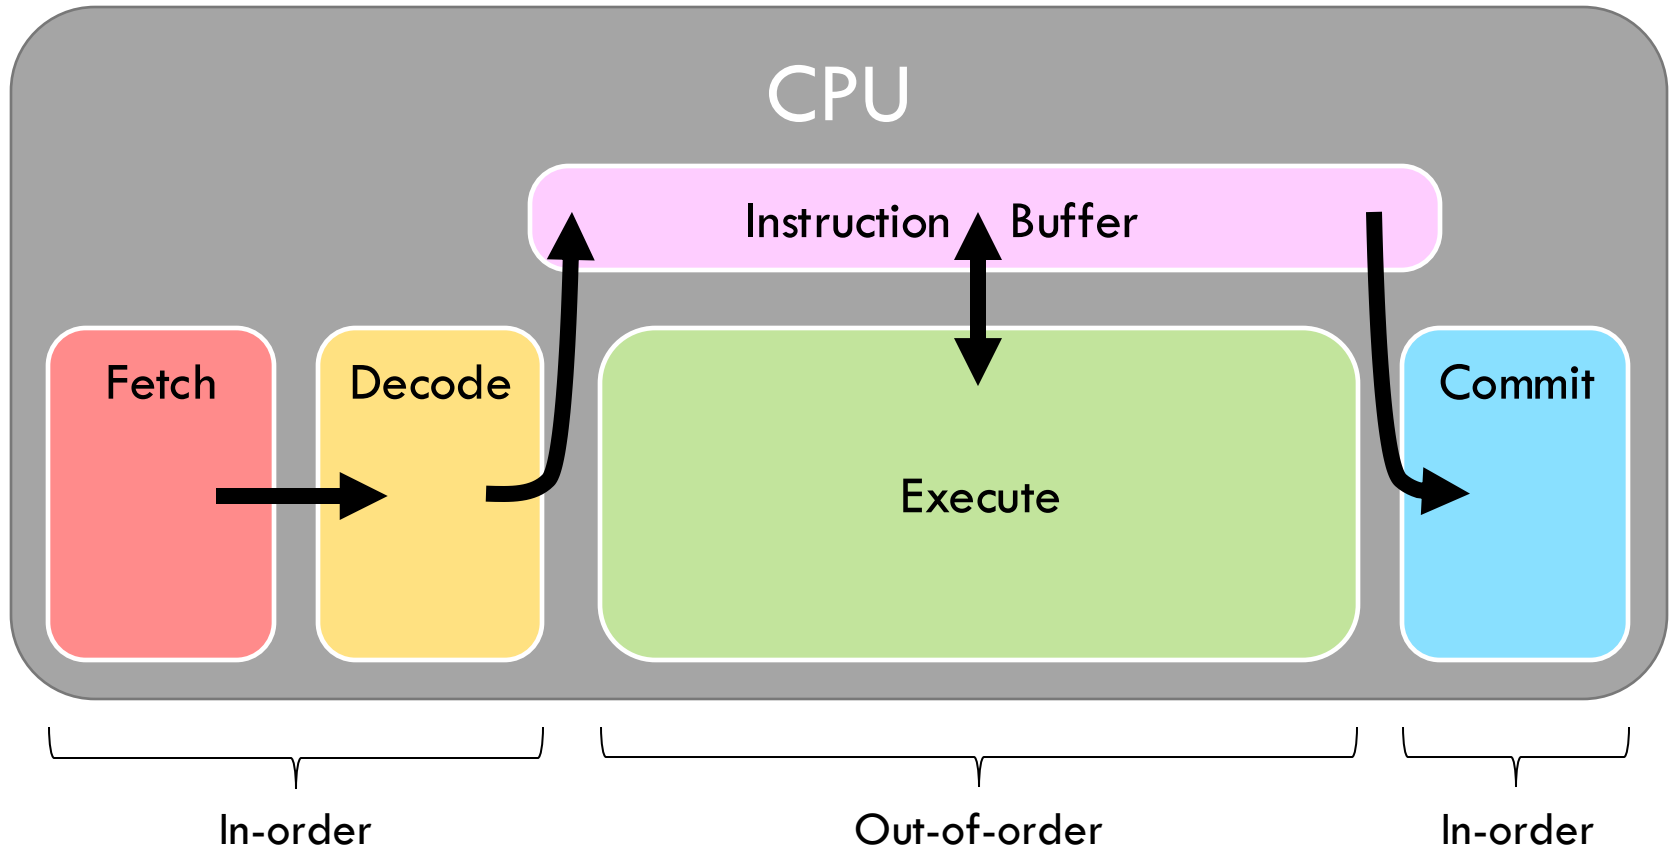 CPU
Instruction Buffer
Fetch
Decode
Execute
Commit
In-order
Out-of-order
In-order